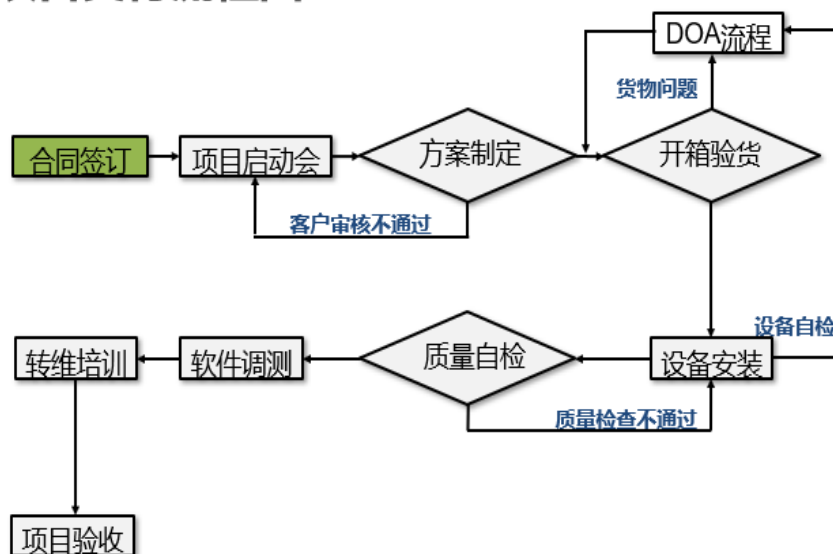 DOA流程
货物问题
合同签订
项目启动会
方案制定
开箱验货
客户审核不通过
设备自检
转维培训
软件调测
质量自检
设备安装
质量检查不通过
项目验收